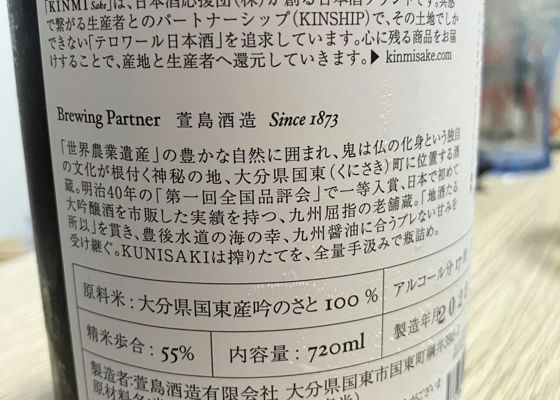 「KINMI Sake」は、日本酒応援団(株)が創る日本酒ブランドです。共感
で繋がる生産者とのパートナーシップ(KINSHIP)で、その土地でしか
できない「テロワール日本酒」を追求しています。心に残る商品をお届
けすることで、産地と生産者へ還元していきます。▶ kinmisake.com
Brewing Partner 萱島酒造 Since 1873
「世界農業遺産」の豊かな自然に囲まれ、鬼は仏の化身という独自
の文化が根付く神秘の地、大分県国東(くにさき)町に位置する酒
蔵。明治40年の「第一回全国品評会」で一等入賞、日本で初めて
大吟醸酒を市販した実績を持つ、九州屈指の老舗蔵。「地酒たる
所以」を貫き、豊後水道の海の幸、九州醤油に合うブレない甘みを
受け継ぐ。KUNISAKIは搾りたてを、全量手汲みで瓶詰め。
原料米:大分県国東産吟のさと 100 %
アルコール分
精米歩合:55%
内容量:720ml
製造年月
製造者:萱島酒造有限会社 大分県国東市国東町綱井
原材料名: